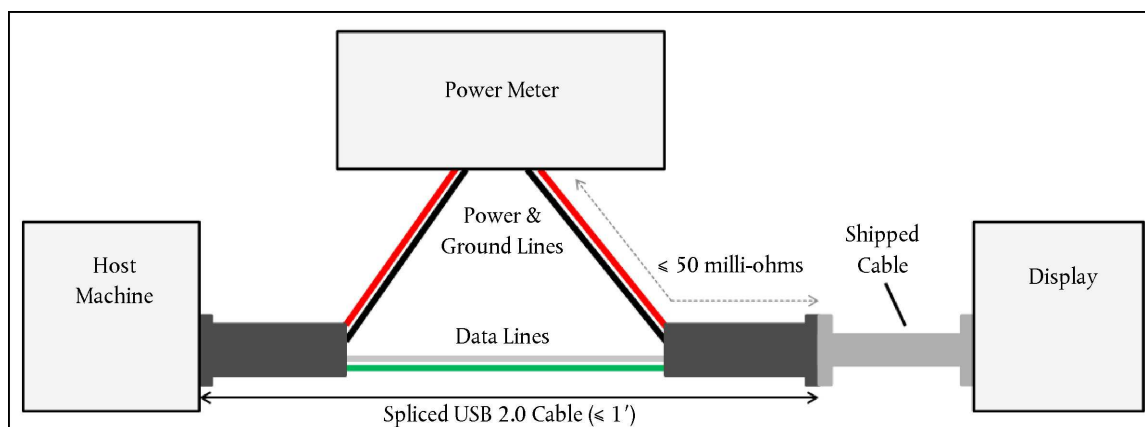 Power Meter
Power &
Ground Lines
Host
Machine
⩽ 50 milli-ohms
Shipped
Cable
Display
Data Lines
Spliced USB 2.0 Cable (⩽ 1′)